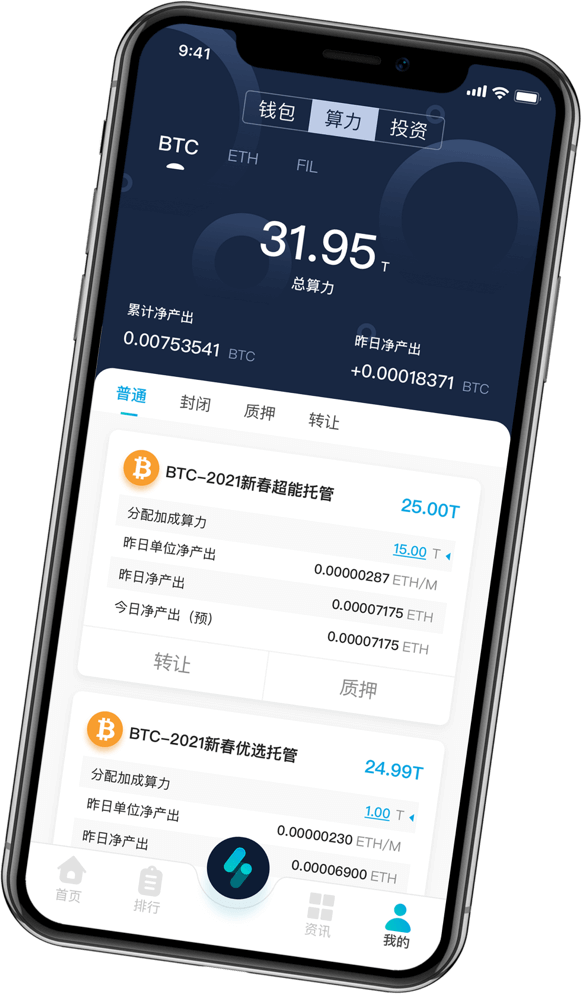 9:41
钱包 算力 投资
BTC ETH FIL
31.95 T
总算力
累计净产出 昨日净产出
0.00753541 BTC +0.00018371 BTC
普通 封闭 质押 转让
BTC-2021新春超能托管 25.00T
分配加成算力 15.00 T
昨日单位净产出 0.00000287 ETH/M
昨日净产出 0.00007175 ETH
今日净产出（预） 0.00007175 ETH
转让 质押
BTC-2021新春优选托管 24.99T
分配加成算力 1.00 T
昨日单位净产出 0.00000230 ETH/M
昨日净产出 0.00006900 ETH
首页 排行 资讯 我的